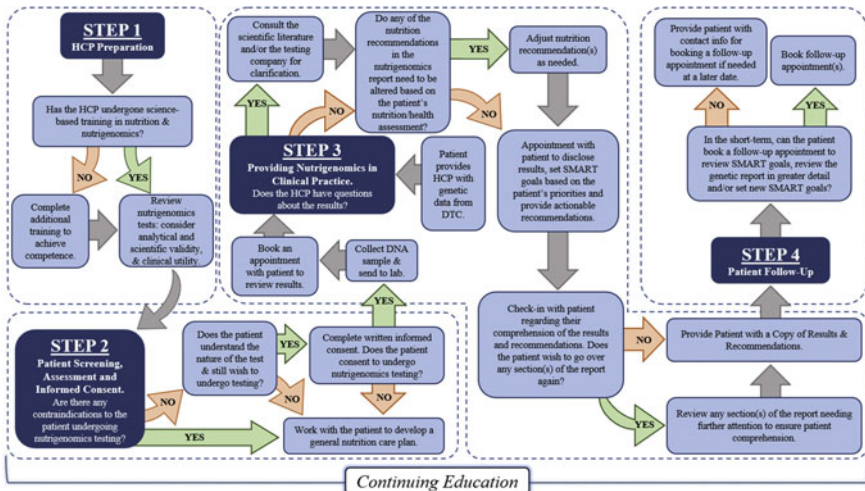 STEP 1
HCP Preparation
Has the HCP undergone science-
based training in nutrition &
nutrigenomics?
NO
YES
Complete
additional
training to
achieve
competence.
Review
nutrigenomics
tests: consider
analytical and
scientific validity,
& clinical utility.
STEP 2
Patient Screening,
Assessment and
Informed Consent.
Are there any
contraindications to the
patient undergoing
nutrigenomics testing?
NO
YES
Does the patient
understand the
nature of the test
& still wish to
undergo testing?
YES
NO
Complete written informed
consent. Does the patient
consent to undergo
nutrigenomics testing?
YES
NO
Work with the patient to develop a
general nutrition care plan.
Collect DNA
sample &
send to lab.
Book an
appointment
with patient to
review results.
STEP 3
Providing Nutrigenomics in
Clinical Practice.
Does the HCP have questions
about the results?
Patient
provides
HCP with
genetic
data from
DTC.
YES
NO
Consult the
scientific literature
and/or the testing
company for
clarification.
Do any of the
nutrition
recommendations in
the nutrigenomics
report need to be
altered based on the
patient's
nutrition/health
assessment?
YES
NO
Adjust nutrition
recommendation(s) as
needed.
Appointment with
patient to disclose
results, set SMART
goals based on the
patient's priorities and
provide actionable
recommendations.
Check-in with patient
regarding their
comprehension of the results
and recommendations. Does
the patient wish to go over
any section(s) of the report
again?
NO
YES
Review any section(s) of the report needing
further attention to ensure patient
comprehension.
Provide Patient with a Copy of Results &
Recommendations.
STEP 4
Patient Follow-Up
In the short-term, can the patient
book a follow-up appointment to
review SMART goals, review the
genetic report in greater detail
and/or set new SMART goals?
NO
YES
Provide patient with
contact info for
booking a follow-up
appointment if needed
at a later date.
Book follow-up
appointment(s).
Continuing Education